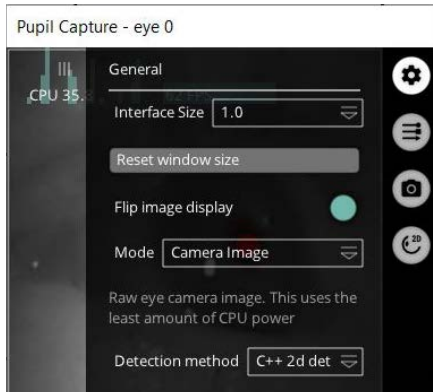 Pupil Capture - eye 0
General
CPU 35.
Interface Size 1.0
Reset window size
Flip image display
Mode Camera Image
Raw eye camera image. This uses the
least amount of CPU power
Detection method C++ 2d det
2D